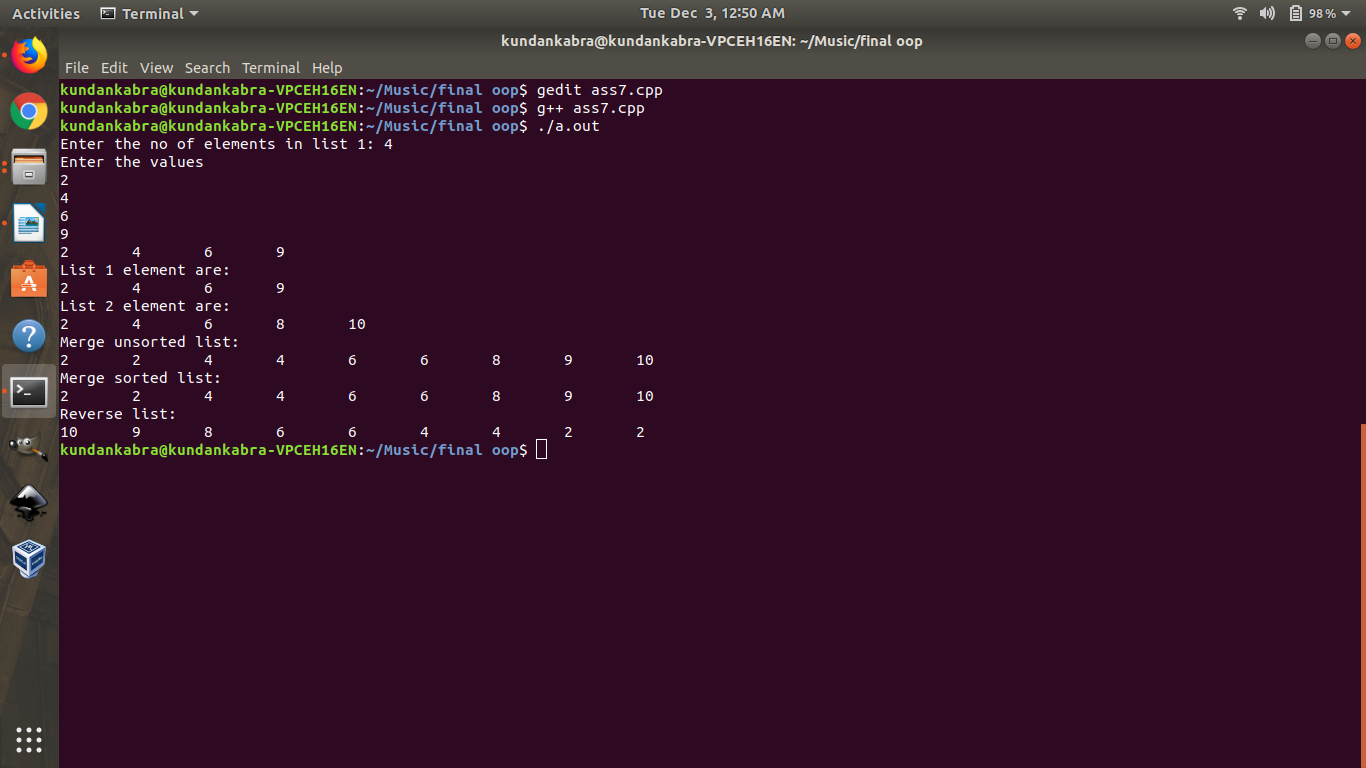 Activities Terminal Tue Dec 3, 12:50 AM 98%
kundankabra@kundankabra-VPCEH16EN: ~/Music/final oop
File Edit View Search Terminal Help
kundankabra@kundankabra-VPCEH16EN:~/Music/final oop$ gedit ass7.cpp
kundankabra@kundankabra-VPCEH16EN:~/Music/final oop$ g++ ass7.cpp
kundankabra@kundankabra-VPCEH16EN:~/Music/final oop$ ./a.out
Enter the no of elements in list 1: 4
Enter the values
2
4
6
9
2 4 6 9
List 1 element are:
2 4 6 9
List 2 element are:
2 4 6 8 10
Merge unsorted list:
2 2 4 4 6 6 8 9 10
Merge sorted list:
2 2 4 4 6 6 8 9 10
Reverse list:
10 9 8 6 6 4 4 2 2
kundankabra@kundankabra-VPCEH16EN:~/Music/final oop$